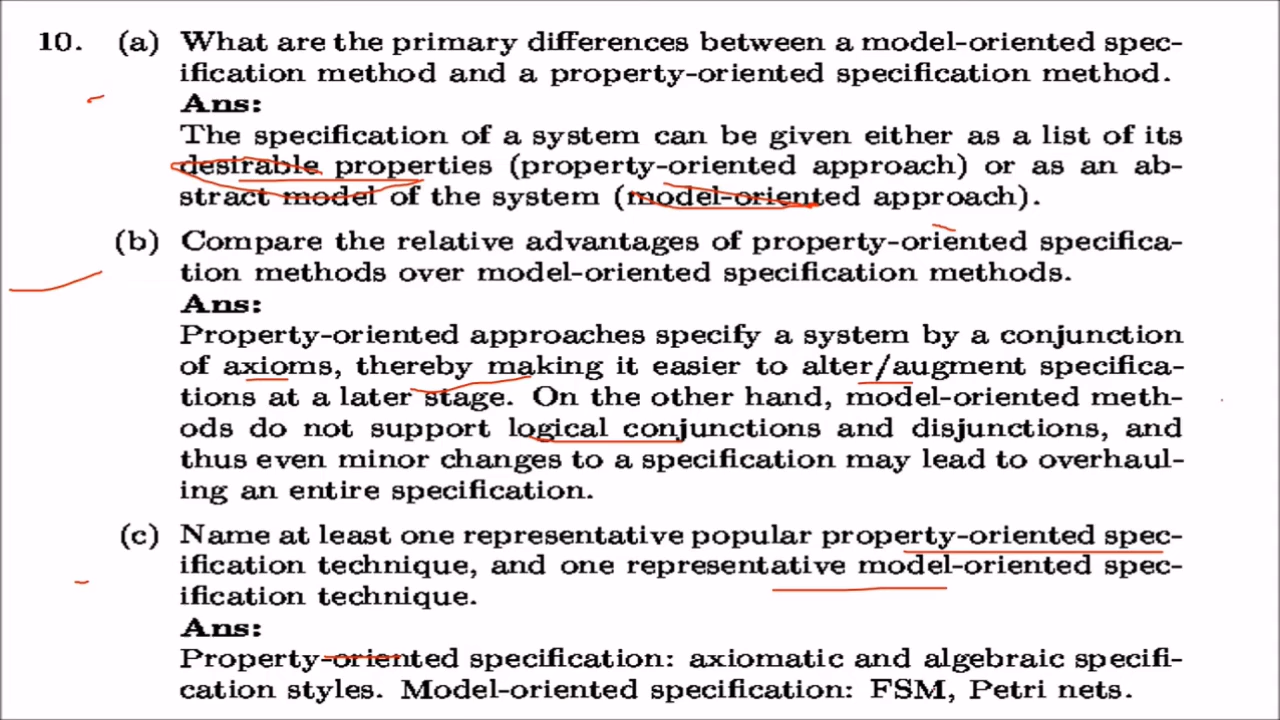 10. (a) What are the primary differences between a model-oriented spec-
ification method and a property-oriented specification method.
Ans:
The specification of a system can be given either as a list of its
desirable properties (property-oriented approach) or as an ab-
stract model of the system (model-oriented approach).
(b) Compare the relative advantages of property-oriented specifica-
tion methods over model-oriented specification methods.
Ans:
Property-oriented approaches specify a system by a conjunction
of axioms, thereby making it easier to alter/augment specifica-
tions at a later stage. On the other hand, model-oriented meth-
ods do not support logical conjunctions and disjunctions, and
thus even minor changes to a specification may lead to overhaul-
ing an entire specification.
(c) Name at least one representative popular property-oriented spec-
ification technique, and one representative model-oriented spec-
ification technique.
Ans:
Property-oriented specification: axiomatic and algebraic specifi-
cation styles. Model-oriented specification: FSM, Petri nets.